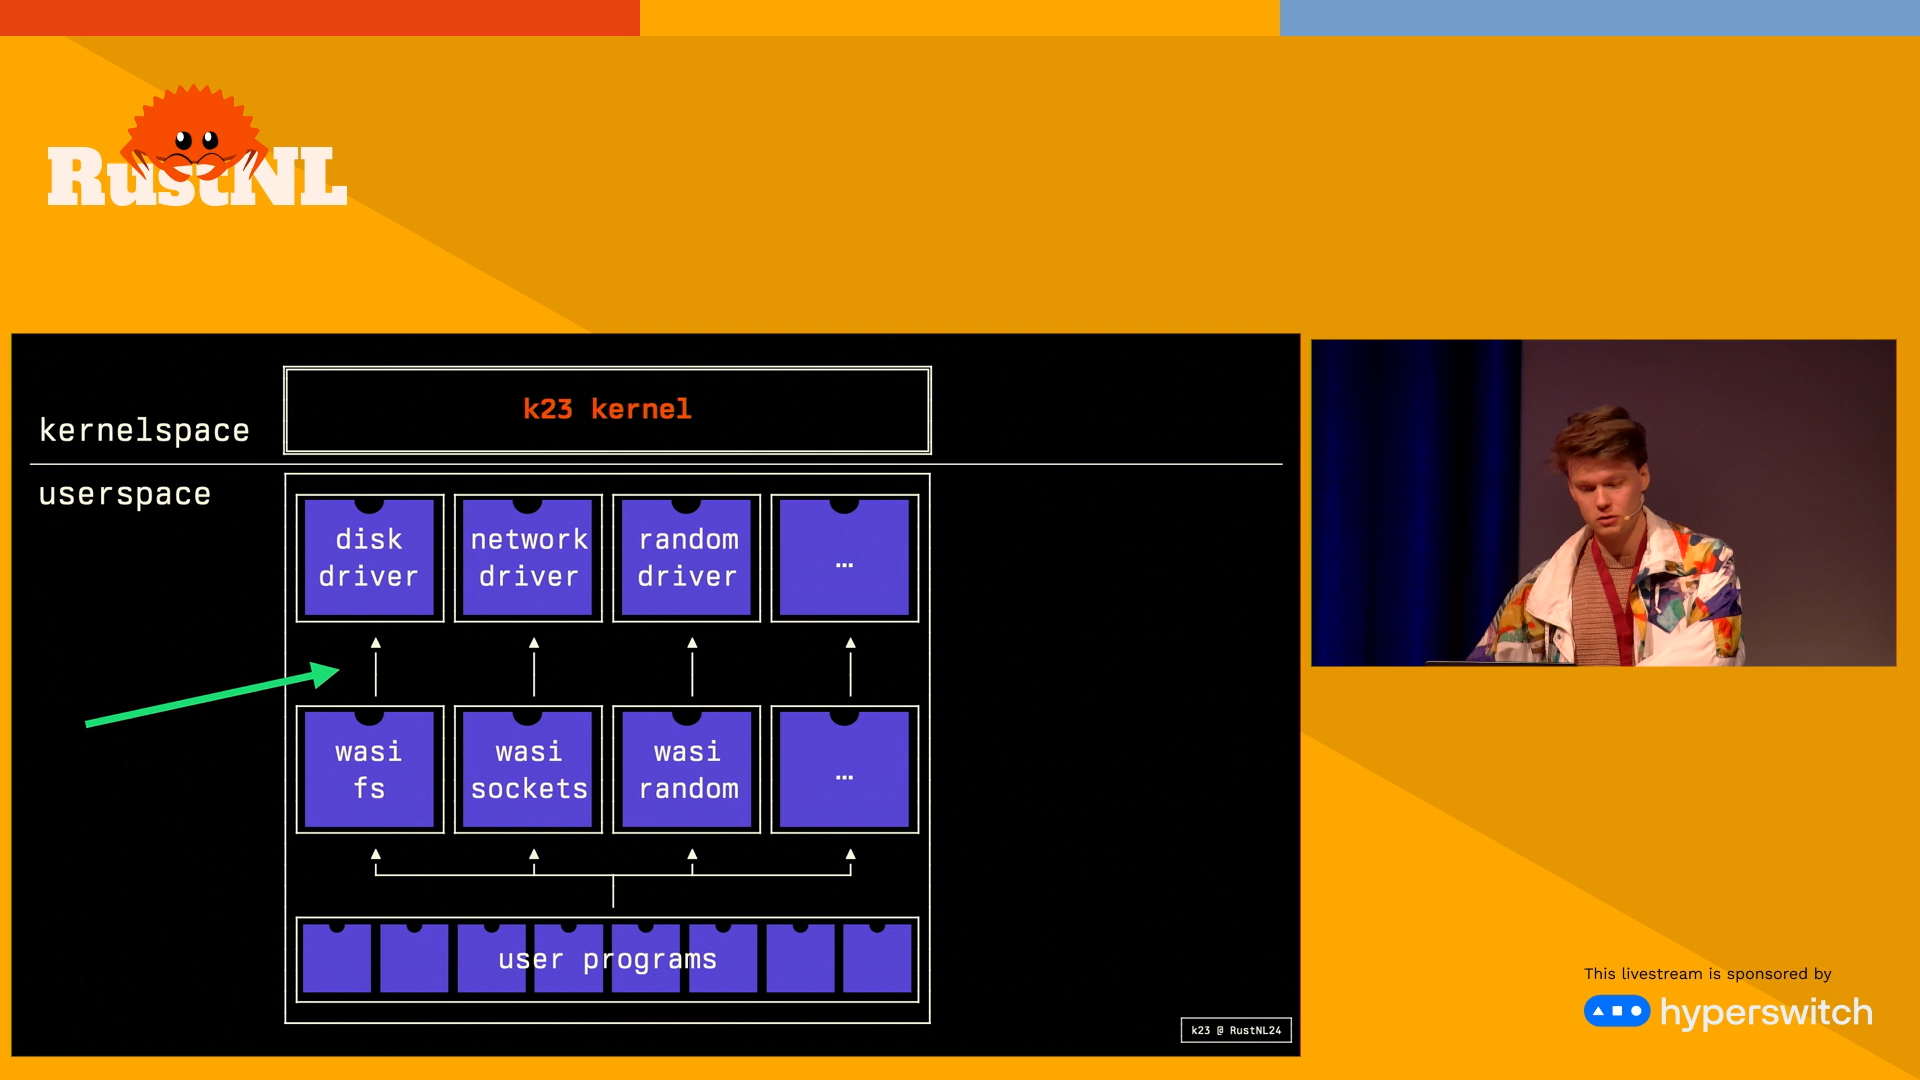 RustNL
k23 kernel
kernelspace
userspace
disk
driver
network
driver
random
driver
…
wasi
fs
wasi
sockets
wasi
random
…
user programs
k23 @ RustNL24
This livestream is sponsored by
hyperswitch